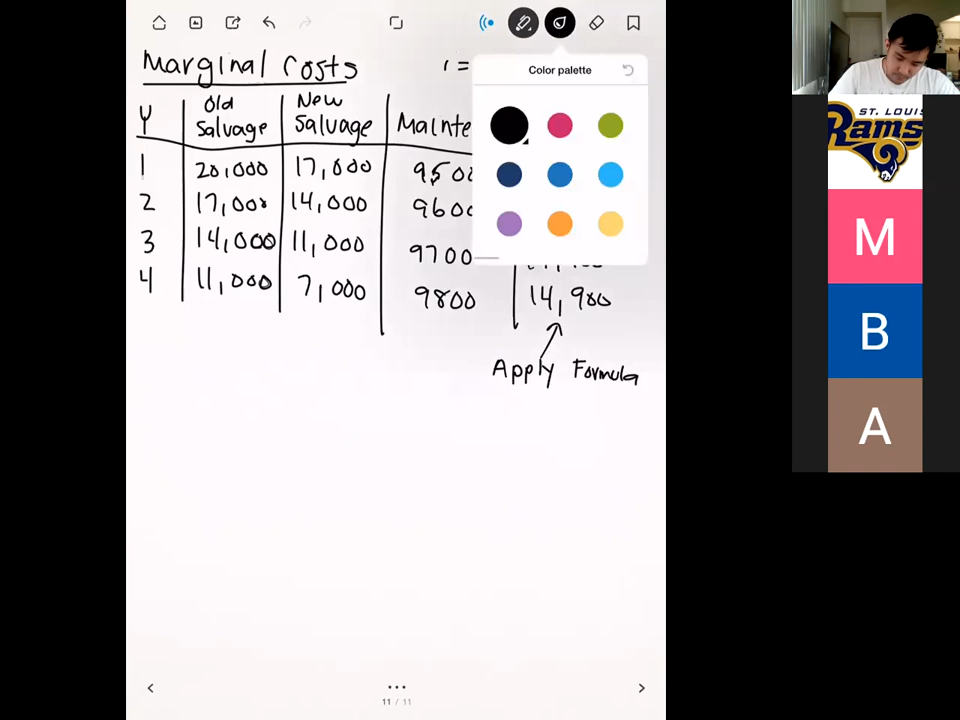 Marginal Costs
Color palette
Y
Old Salvage
New Salvage
Mainte
1 20,000 17,000 9500
2 17,000 14,000 9600
3 14,000 11,000 9700
4 11,000 7,000 9800 14,900
Apply Formula
11 / 11
ST. LOUIS
Rams
M
B
A